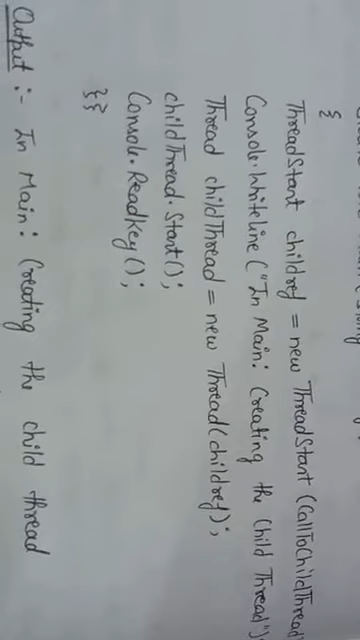 {
ThreadStart childref = new ThreadStart (CallToChildThread
Console.WriteLine ("In Main: Creating the Child Thread")
Thread childThread = new Thread(childref);
childThread.Start();
Console.ReadKey();
}}
Output :- In Main: Creating the child thread